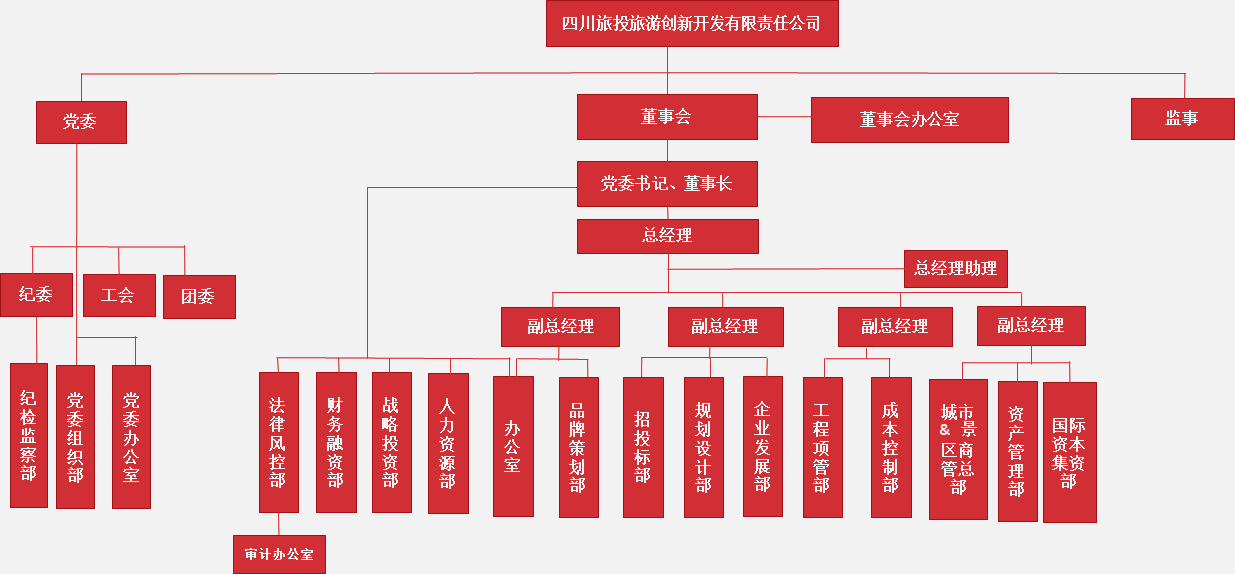 四川旅投旅游创新开发有限责任公司
党委
董事会
董事会办公室
监事
党委书记、董事长
总经理
总经理助理
纪委
工会
团委
副总经理
副总经理
副总经理
副总经理
纪检监察部
党委组织部
党委办公室
法律风控部
财务融资部
战略投资部
人力资源部
办公室
品牌策划部
招投标部
规划设计部
企业发展部
工程项管部
成本控制部
城市
& 景
区商
管总
部
资产管理部
国际
资本
集资
部
审计办公室